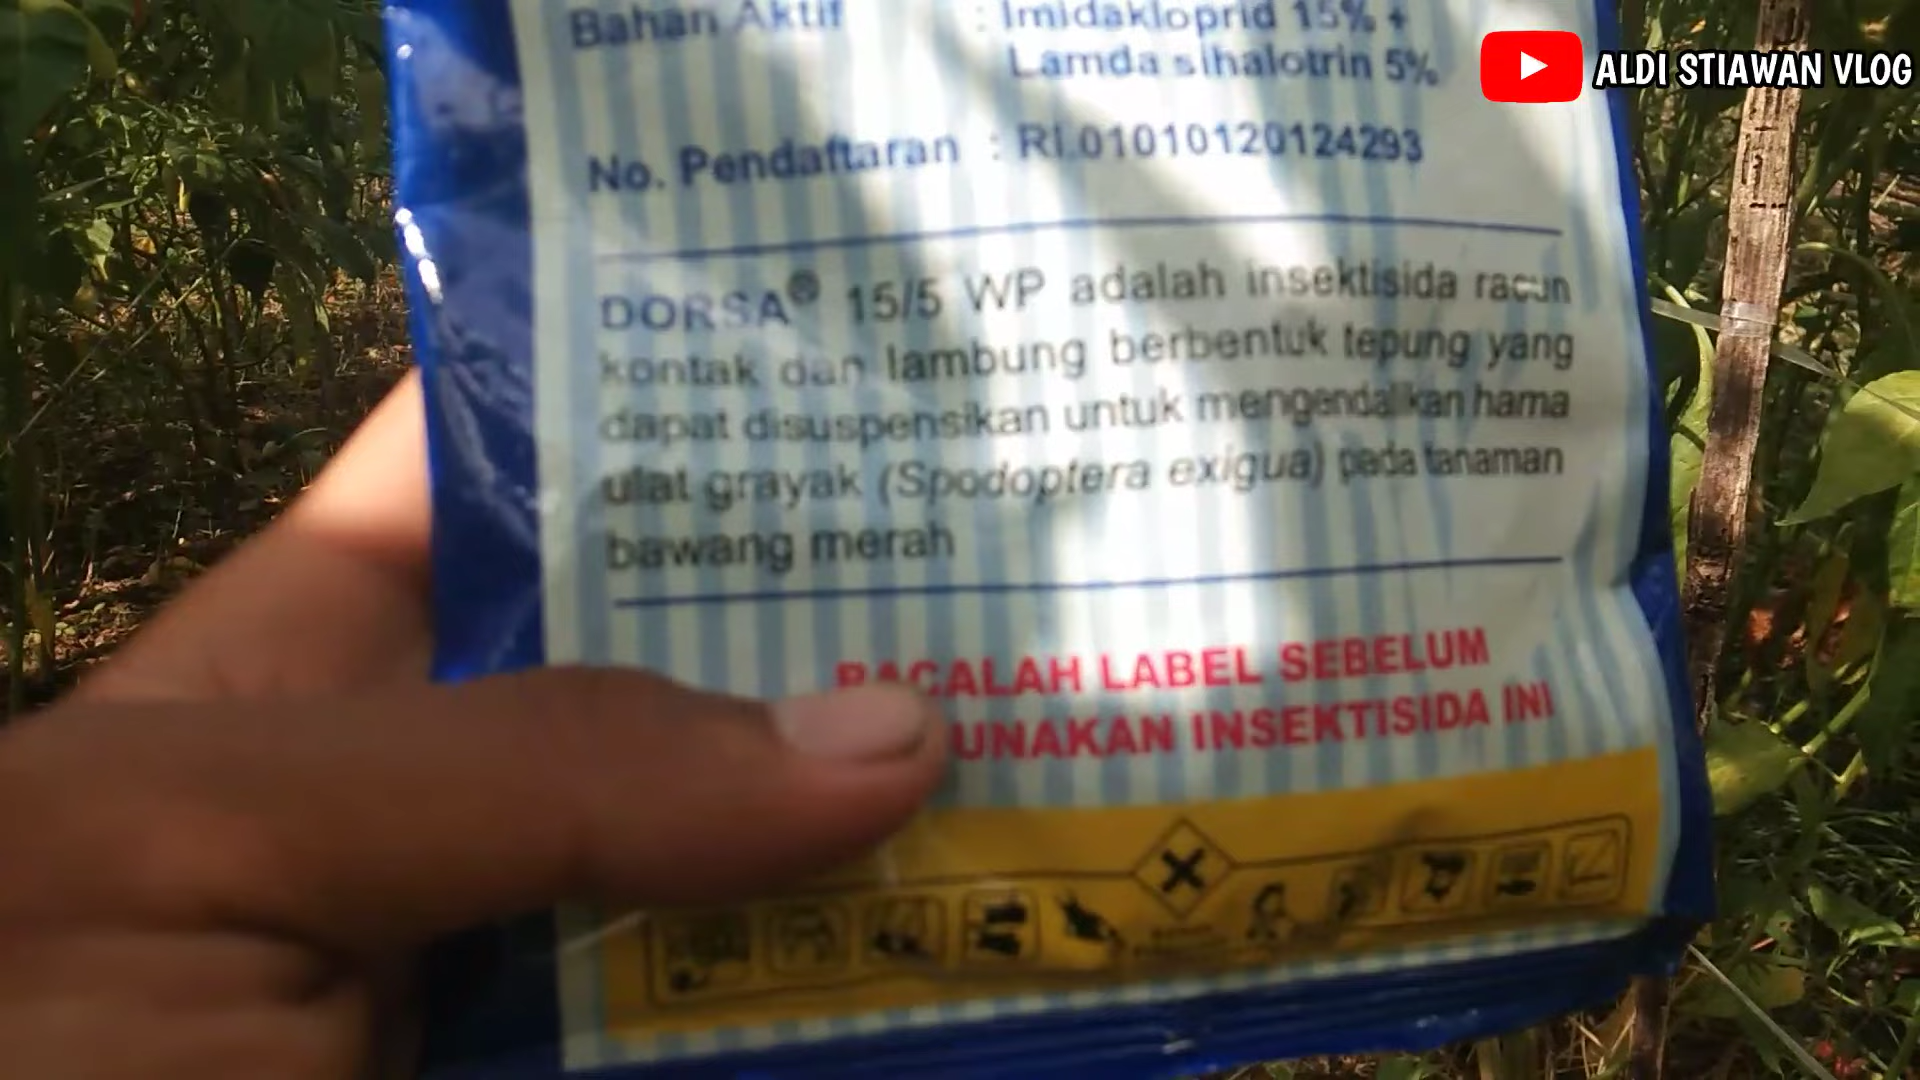 Bahan Aktif : Imidakloprid 15% +
Lamda sihalotrin 5%
ALDI STIAWAN VLOG
No. Pendaftaran : RI.01010120124293
DORSA® 15/5 WP adalah insektisida racun
kontak dan lambung berbentuk tepung yang
dapat disuspensikan untuk mengendalikan hama
ulat grayak (Spodoptera exigua) pada tanaman
bawang merah
BACALAH LABEL SEBELUM
UNAKAN INSEKTISIDA INI